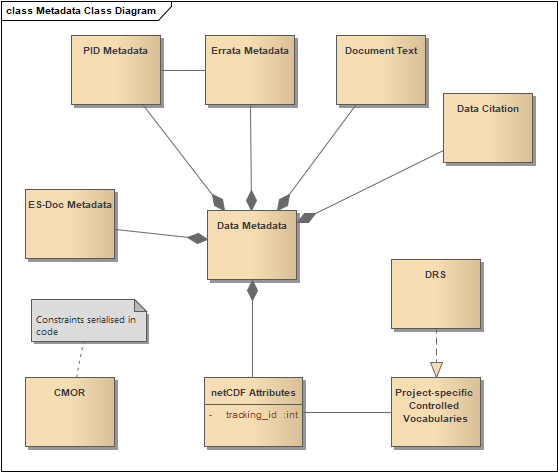 class Metadata Class Diagram
PID Metadata
Errata Metadata
Document Text
Data Citation
ES-Doc Metadata
Data Metadata
DRS
Constraints serialised in
code
CMOR
netCDF Attributes
- tracking_id :int
Project-specific
Controlled
Vocabularies